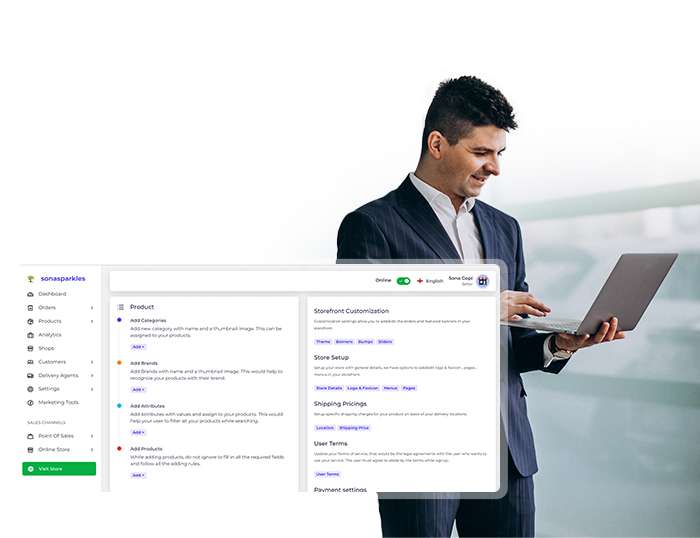 sonasparkles
Dashboard
Orders
Products
Analytics
Shops
Customers
Delivery Agents
Settings
Marketing Tools
SALES CHANNELS
Point Of Sales
Online Store
Visit Store
Online
English
Sona Gopi
Seller
Product
Add Categories
Add new category with name and a thumbnail image. This can be
assigned to your products.
Add +
Add Brands
Add Brands with name and a thumbnail image. This would help to
recognize your products with their brand.
Add +
Add Attributes
Add Attributes with values and assign to your products. This would
help your user to filter all your products while searching.
Add +
Add Products
While adding products, do not ignore to fill in all the required fields
and follow all the adding rules.
Add +
Storefront Customization
Customization settings allow you to establish the sliders and featured banners in your
storefront.
Theme Banners Bumps Sliders
Store Setup
Setup your store with general details, we have options to establish logo & favicon , pages ,
menus in your storefront.
Store Details Logo & Favicon Menus Pages
Shipping Pricings
Setup specific shipping charges for your product on basis of your delivery locations.
Location Shipping Price
User Terms
Update your Terms of service, that would be the legal agreements with the user who wants to
use your service. The user must agree to abide by the terms while signup.
User Terms
Payment settings